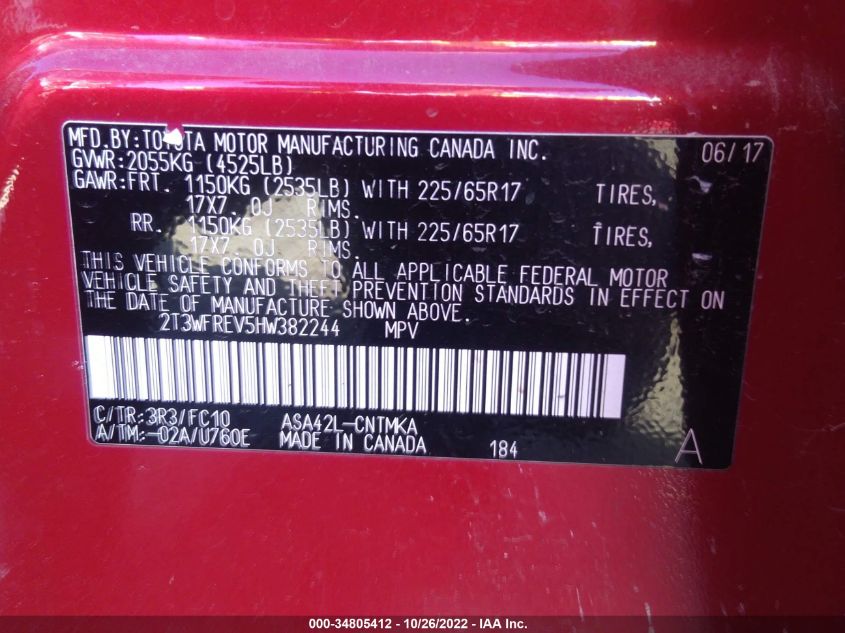 MFD.BY:TOYOTA MOTOR MANUFACTURING CANADA INC. 06/17
GVWR:2055KG (4525LB)
GAWR:FRT. 1150KG (2535LB) WITH 225/65R17 TIRES,
17X7.0J RIMS.
RR. 1150KG (2535LB) WITH 225/65R17 TIRES,
17X7.0J RIMS.
THIS VEHICLE CONFORMS TO ALL APPLICABLE FEDERAL MOTOR
VEHICLE SAFETY AND THEFT PREVENTION STANDARDS IN EFFECT ON
THE DATE OF MANUFACTURE SHOWN ABOVE.
2T3WFREV5HW382244 MPV
C/TR:3R3/FC10 ASA42L-CNTMKA
A/TM:-02A/U760E MADE IN CANADA 184 A
000-34805412 - 10/26/2022 - IAA Inc.